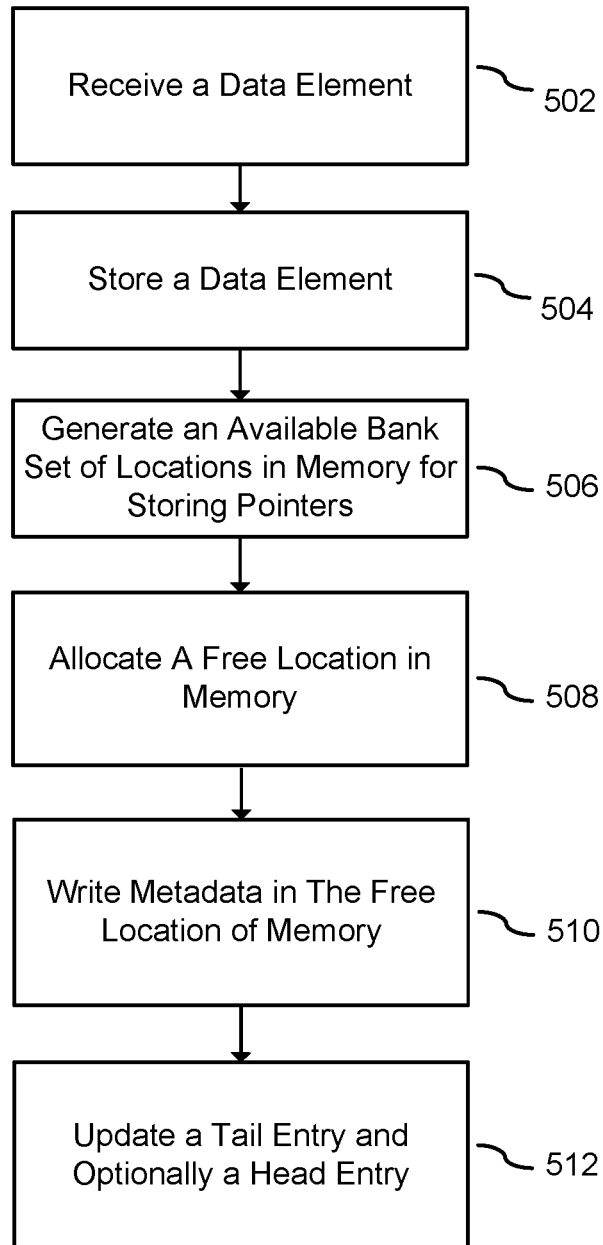 Receive a Data Element
502
Store a Data Element
504
Generate an Available Bank
Set of Locations in Memory for
Storing Pointers
506
Allocate A Free Location in
Memory
508
Write Metadata in The Free
Location of Memory
510
Update a Tail Entry and
Optionally a Head Entry
512